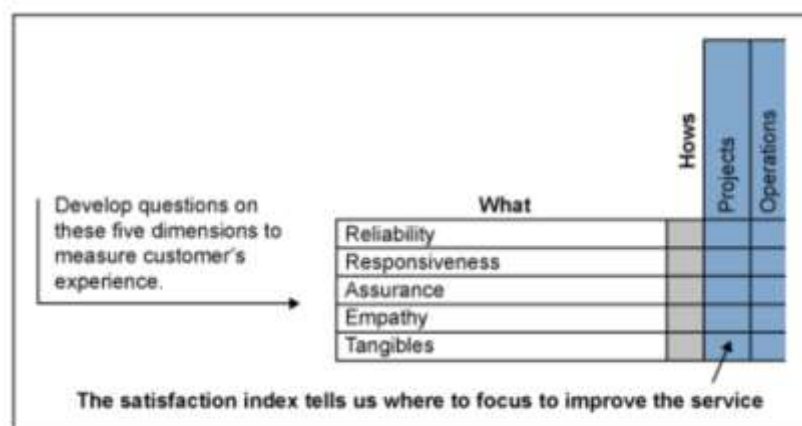 Hows
Projects
Operations
Develop questions on
these five dimensions to
measure customer's
experience.
What
Reliability
Responsiveness
Assurance
Empathy
Tangibles
The satisfaction index tells us where to focus to improve the service